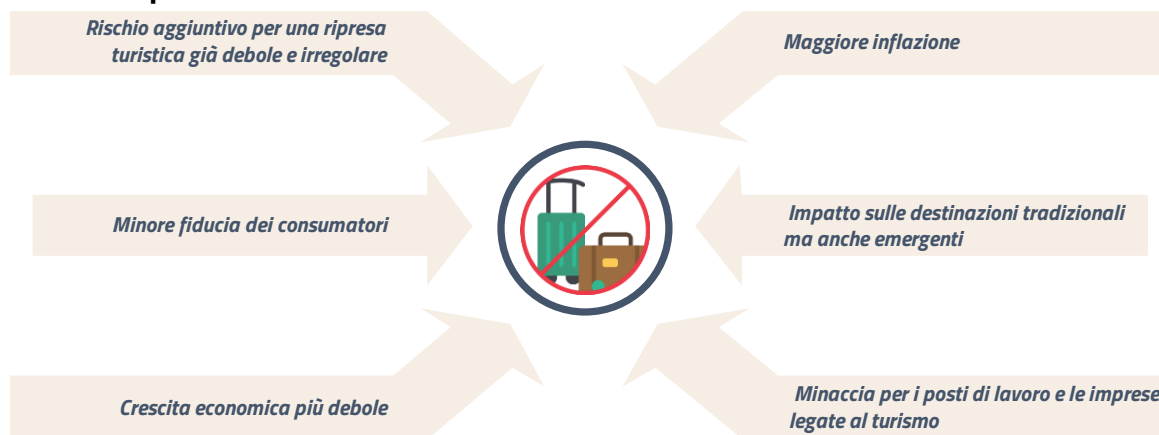 Rischio aggiuntivo per una ripresa
turistica già debole e irregolare
Maggiore inflazione
Minore fiducia dei consumatori
Impatto sulle destinazioni tradizionali
ma anche emergenti
Crescita economica più debole
Minaccia per i posti di lavoro e le imprese
legate al turismo